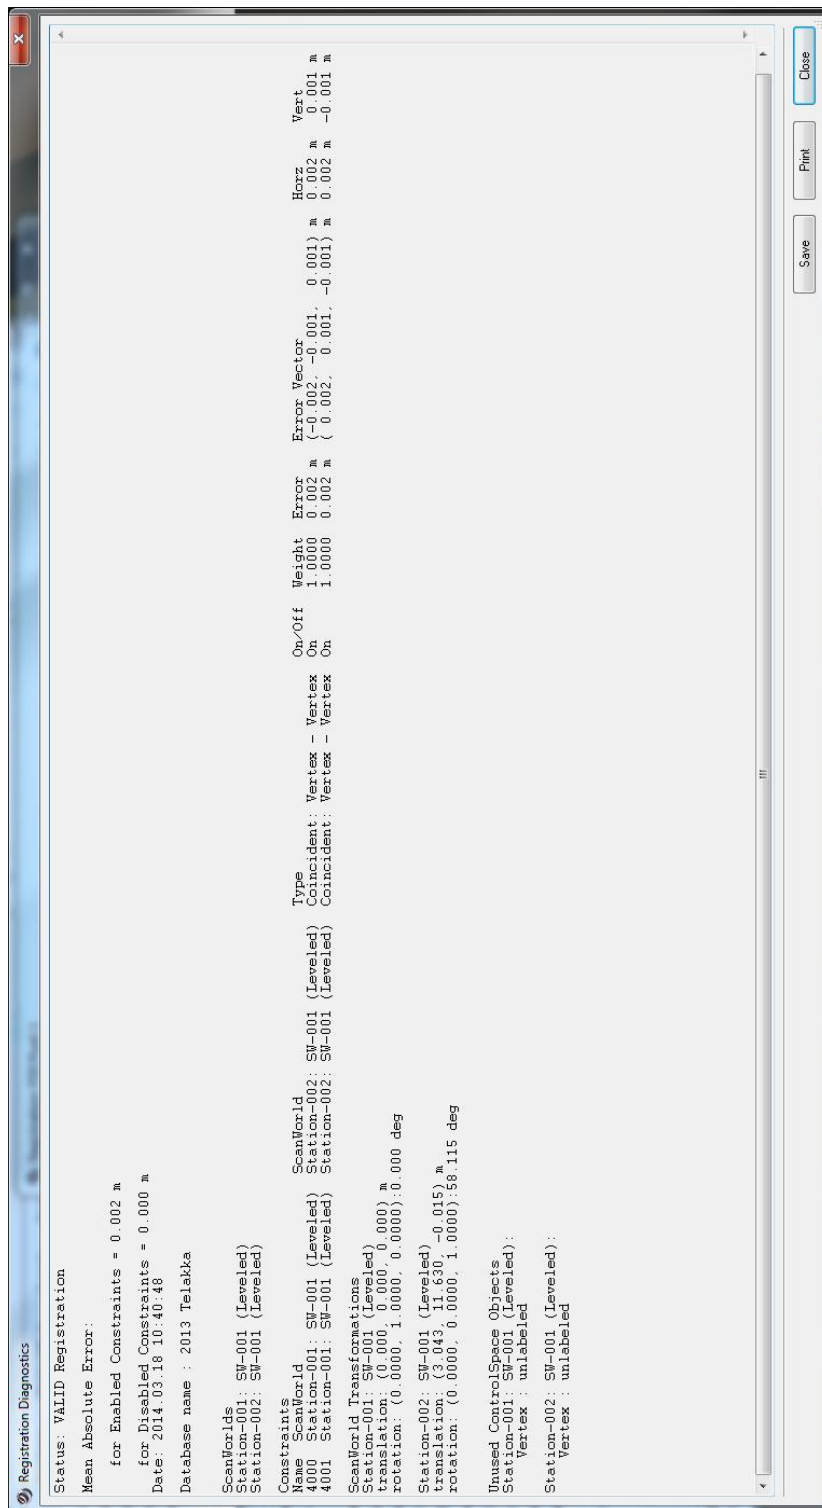 Registration Diagnostics
Status: VALID Registration
Mean Absolute Error:
for Enabled Constraints = 0.002 m
for Disabled Constraints = 0.000 m
Date: 2014.03.18 10:40:48
Database name : 2013 Telakka
ScanWorlds
Station-001: SW-001 (Leveled)
Station-002: SW-001 (Leveled)
Constraints
Name ScanWorld ScanWorld Type On/Off Weight Error Error Vector Horz Vert
4000 Station-001: SW-001 (Leveled) Station-002: SW-001 (Leveled) Coincident: Vertex - Vertex On 1.0000 0.002 m (-0.002, -0.001, 0.001) m 0.002 m 0.001 m
4001 Station-001: SW-001 (Leveled) Station-002: SW-001 (Leveled) Coincident: Vertex - Vertex On 1.0000 0.002 m ( 0.002, 0.001, -0.001) m 0.002 m -0.001 m
ScanWorld Transformations
Station-001: SW-001 (Leveled)
translation: (0.000, 0.000, 0.000) m
rotation: (0.0000, 1.0000, 0.0000):0.000 deg
Station-002: SW-001 (Leveled)
translation: (3.043, 11.630, -0.015) m
rotation: (0.0000, 0.0000, 1.0000):58.115 deg
Unused ControlSpace Objects
Station-001: SW-001 (Leveled):
Vertex : unlabeled
Station-002: SW-001 (Leveled):
Vertex : unlabeled
Save Print Close